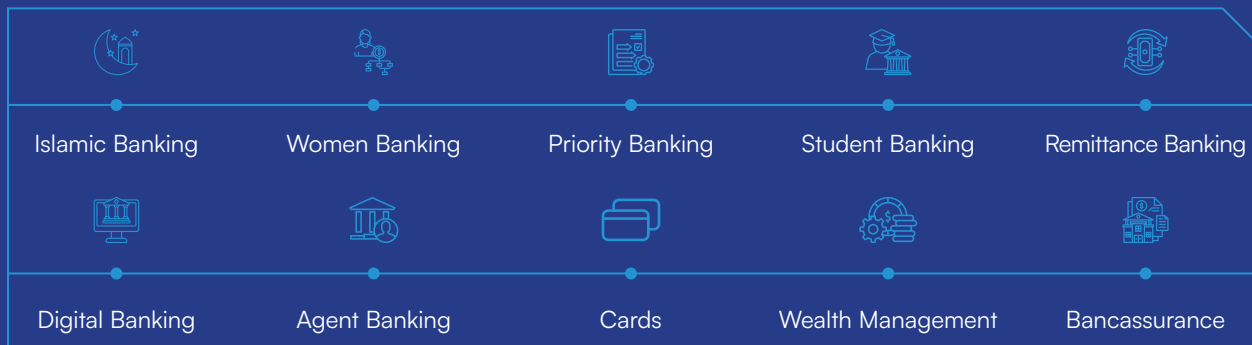 Islamic Banking
Women Banking
Priority Banking
Student Banking
Remittance Banking
Digital Banking
Agent Banking
Cards
Wealth Management
Bancassurance